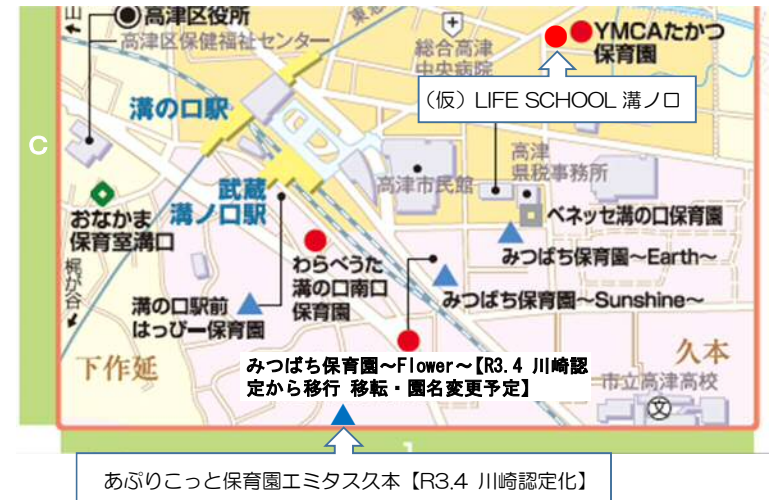 山
高津区役所
高津区保健福祉センター
総合高津
中央病院
YMCAたかつ
保育園
（仮）LIFE SCHOOL 溝ノ口
溝の口駅
C
高津
県税事務所
高津市民館
武蔵
溝ノ口駅
ベネッセ溝の口保育園
おなかま
保育室溝口
みつばち保育園～Earth～
わらべうた
溝の口南口
保育園
梶が谷
みつばち保育園～Sunshine～
溝の口駅前
はっぴー保育園
下作延
みつばち保育園～Flower～【R3.4 川崎認
定から移行 移転・園名変更予定】
久本
市立高津高校
文
あぷりこっと保育園エミタス久本【R3.4 川崎認定化】